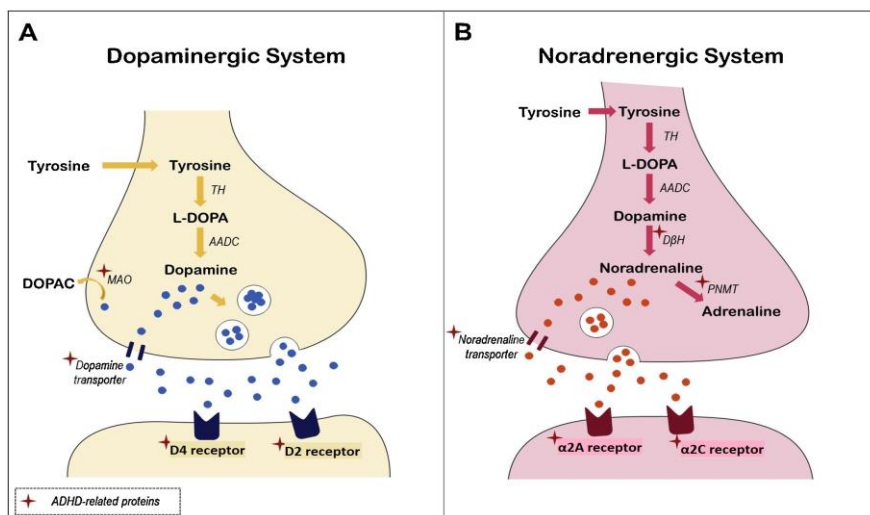 A
Dopaminergic System
Tyrosine
Tyrosine
TH
L-DOPA
AADC
Dopamine
DOPAC
MAO
Dopamine
transporter
D4 receptor
D2 receptor
ADHD-related proteins
B
Noradrenergic System
Tyrosine
Tyrosine
TH
L-DOPA
AADC
Dopamine
DβH
Noradrenaline
PNMT
Adrenaline
Noradrenaline
transporter
α2A receptor
α2C receptor